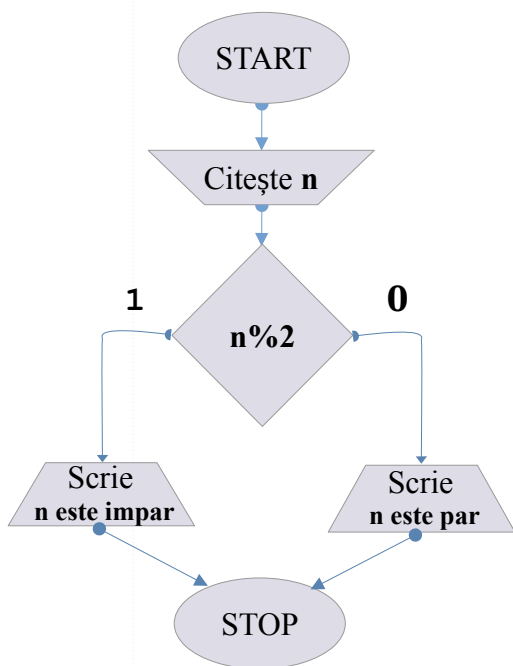 START
Citește n
n%2
1
0
Scrie
n este impar
Scrie
n este par
STOP